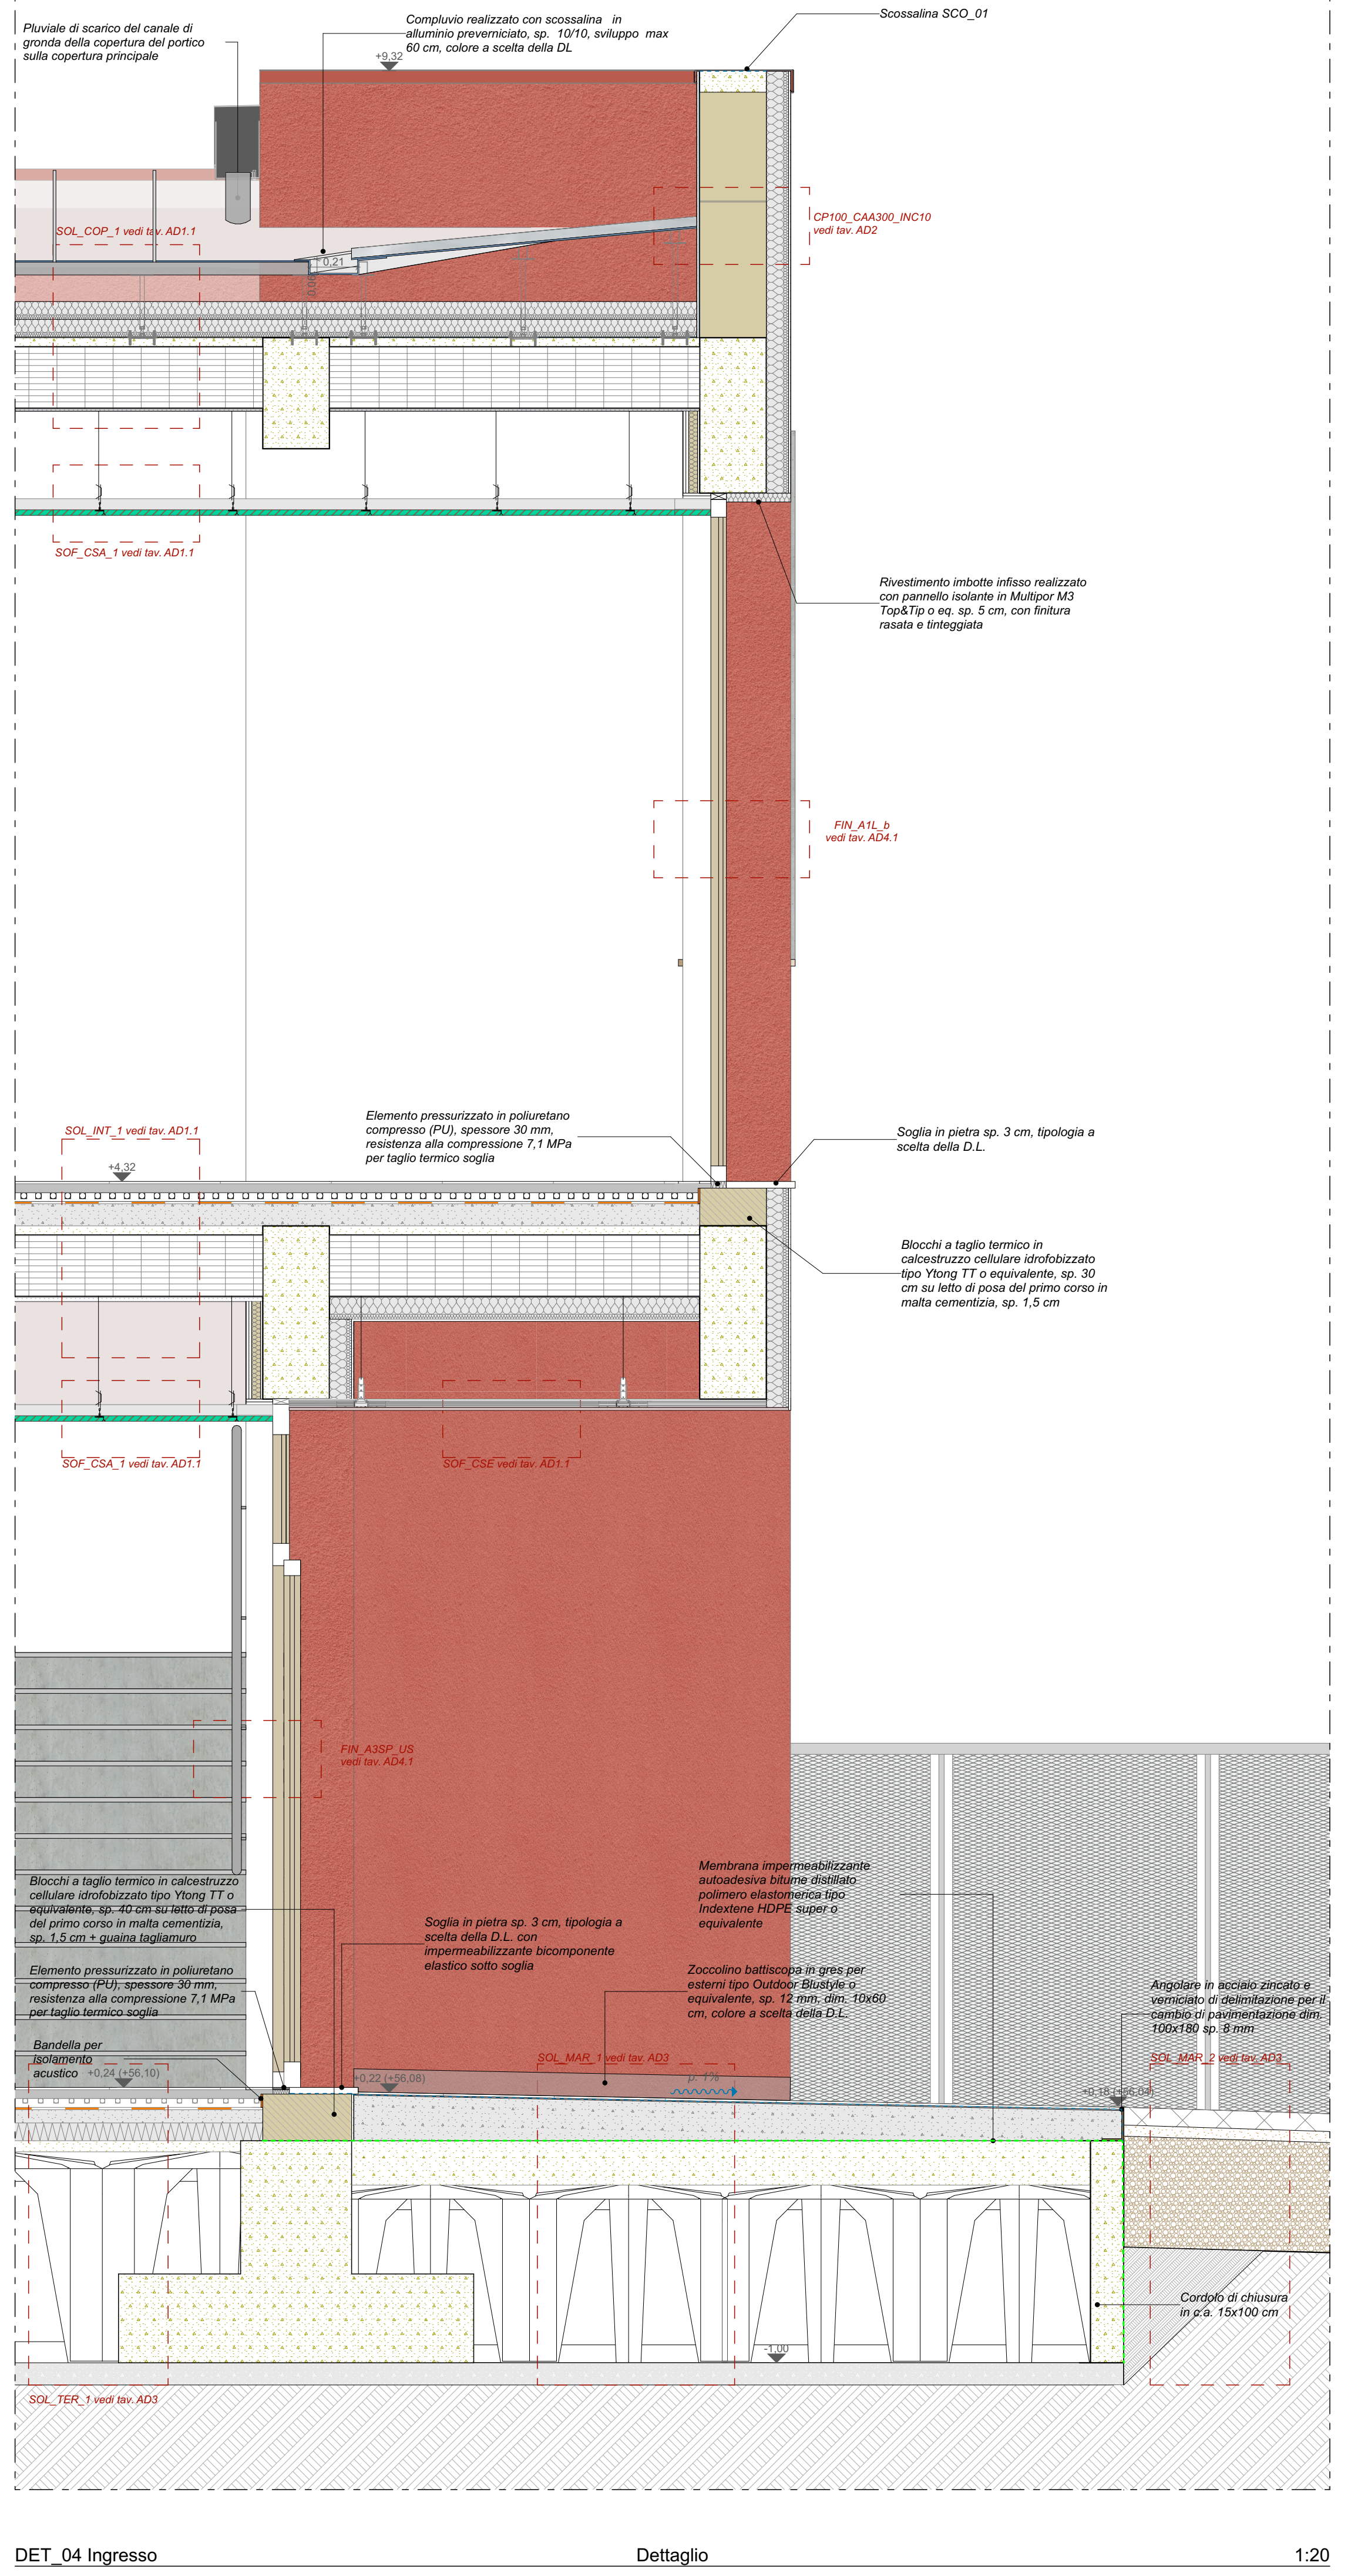 Scossalina SCO_01
Compluvio realizzato con scossalina in
alluminio preverniciato, sp. 10/10, sviluppo max
60 cm, colore a scelta della DL
Pluviale di scarico del canale di
gronda della copertura del portico
sulla copertura principale
+9,32
CP100_CAA300_INC10
vedi tav. AD2
SOL_COP_1 vedi tav. AD1.1
0,21
0,06
SOF_CSA_1 vedi tav. AD1.1
Rivestimento imbotte infisso realizzato
con pannello isolante in Multipor M3
Top&Tip o eq. sp. 5 cm, con finitura
rasata e tinteggiata
FIN_A1L_b
vedi tav. AD4.1
Elemento pressurizzato in poliuretano
compresso (PU), spessore 30 mm,
resistenza alla compressione 7,1 MPa
per taglio termico soglia
Soglia in pietra sp. 3 cm, tipologia a
scelta della D.L.
SOL_INT_1 vedi tav. AD1.1
+4,32
Blocchi a taglio termico in
calcestruzzo cellulare idrofobizzato
tipo Ytong TT o equivalente, sp. 30
cm su letto di posa del primo corso in
malta cementizia, sp. 1,5 cm
SOF_CSA_1 vedi tav. AD1.1
SOF_CSE vedi tav. AD1.1
FIN_A3SP_US
vedi tav. AD4.1
Membrana impermeabilizzante
autoadesiva bitume distillato
polimero elastomerica tipo
Indextene HDPE super o
equivalente
Blocchi a taglio termico in calcestruzzo
cellulare idrofobizzato tipo Ytong TT o
equivalente, sp. 40 cm su letto di posa
del primo corso in malta cementizia,
sp. 1,5 cm + guaina tagliamuro
Soglia in pietra sp. 3 cm, tipologia a
scelta della D.L. con
impermeabilizzante bicomponente
elastico sotto soglia
Elemento pressurizzato in poliuretano
compresso (PU), spessore 30 mm,
resistenza alla compressione 7,1 MPa
per taglio termico soglia
Zoccolino battiscopa in gres per
esterni tipo Outdoor Blustyle o
equivalente, sp. 12 mm, dim. 10x60
cm, colore a scelta della D.L.
Angolare in acciaio zincato e
verniciato di delimitazione per il
cambio di pavimentazione dim.
100x180 sp. 8 mm
Bandella per
isolamento
acustico
+0,24 (+56,10)
SOL_MAR_1 vedi tav. AD3
SOL_MAR_2 vedi tav. AD3
+0,22 (+56,08)
p. 1%
+0,18 (+56,04)
Cordolo di chiusura
in c.a. 15x100 cm
-1,00
SOL_TER_1 vedi tav. AD3
DET_04 Ingresso
Dettaglio
1:20